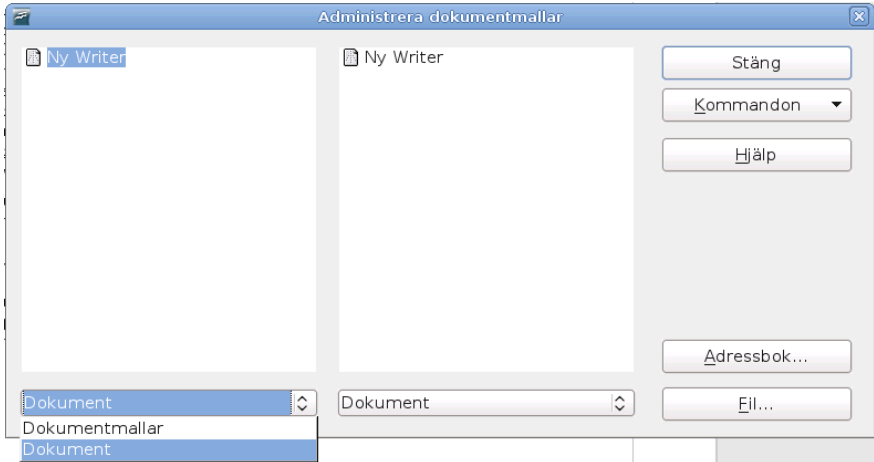 Administrera dokumentmallar
Ny Writer
Ny Writer
Stäng
Kommandon
Hjälp
Adressbok...
Dokument
Dokument
Fil...
Dokumentmallar
Dokument